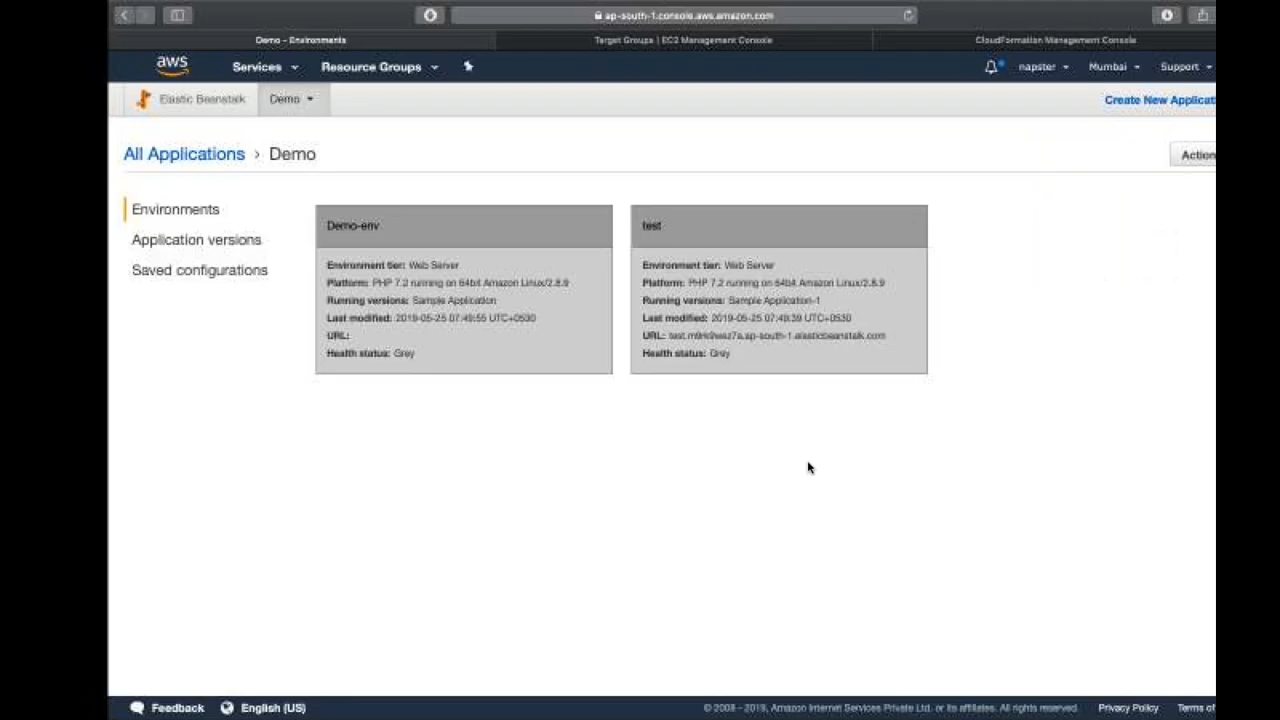 ap-south-1.console.aws.amazon.com
Demo - Environments
Target Groups | EC2 Management Console
CloudFormation Management Console
aws
Services
Resource Groups
napster
Mumbai
Support
Elastic Beanstalk
Demo
Create New Applicat
All Applications › Demo
Action
Environments
Application versions
Saved configurations
Demo-env
Environment tier: Web Server
Platform: PHP 7.2 running on 64bit Amazon Linux/2.8.9
Running versions: Sample Application
Last modified: 2019-05-25 07:49:55 UTC+0530
URL:
Health status: Grey
test
Environment tier: Web Server
Platform: PHP 7.2 running on 64bit Amazon Linux/2.8.9
Running versions: Sample Application-1
Last modified: 2019-05-25 07:49:39 UTC+0530
Health status: Grey
Feedback
English (US)
© 2008 - 2019, Amazon Internet Services Private Ltd. or its affiliates. All rights reserved.
Privacy Policy
Terms of